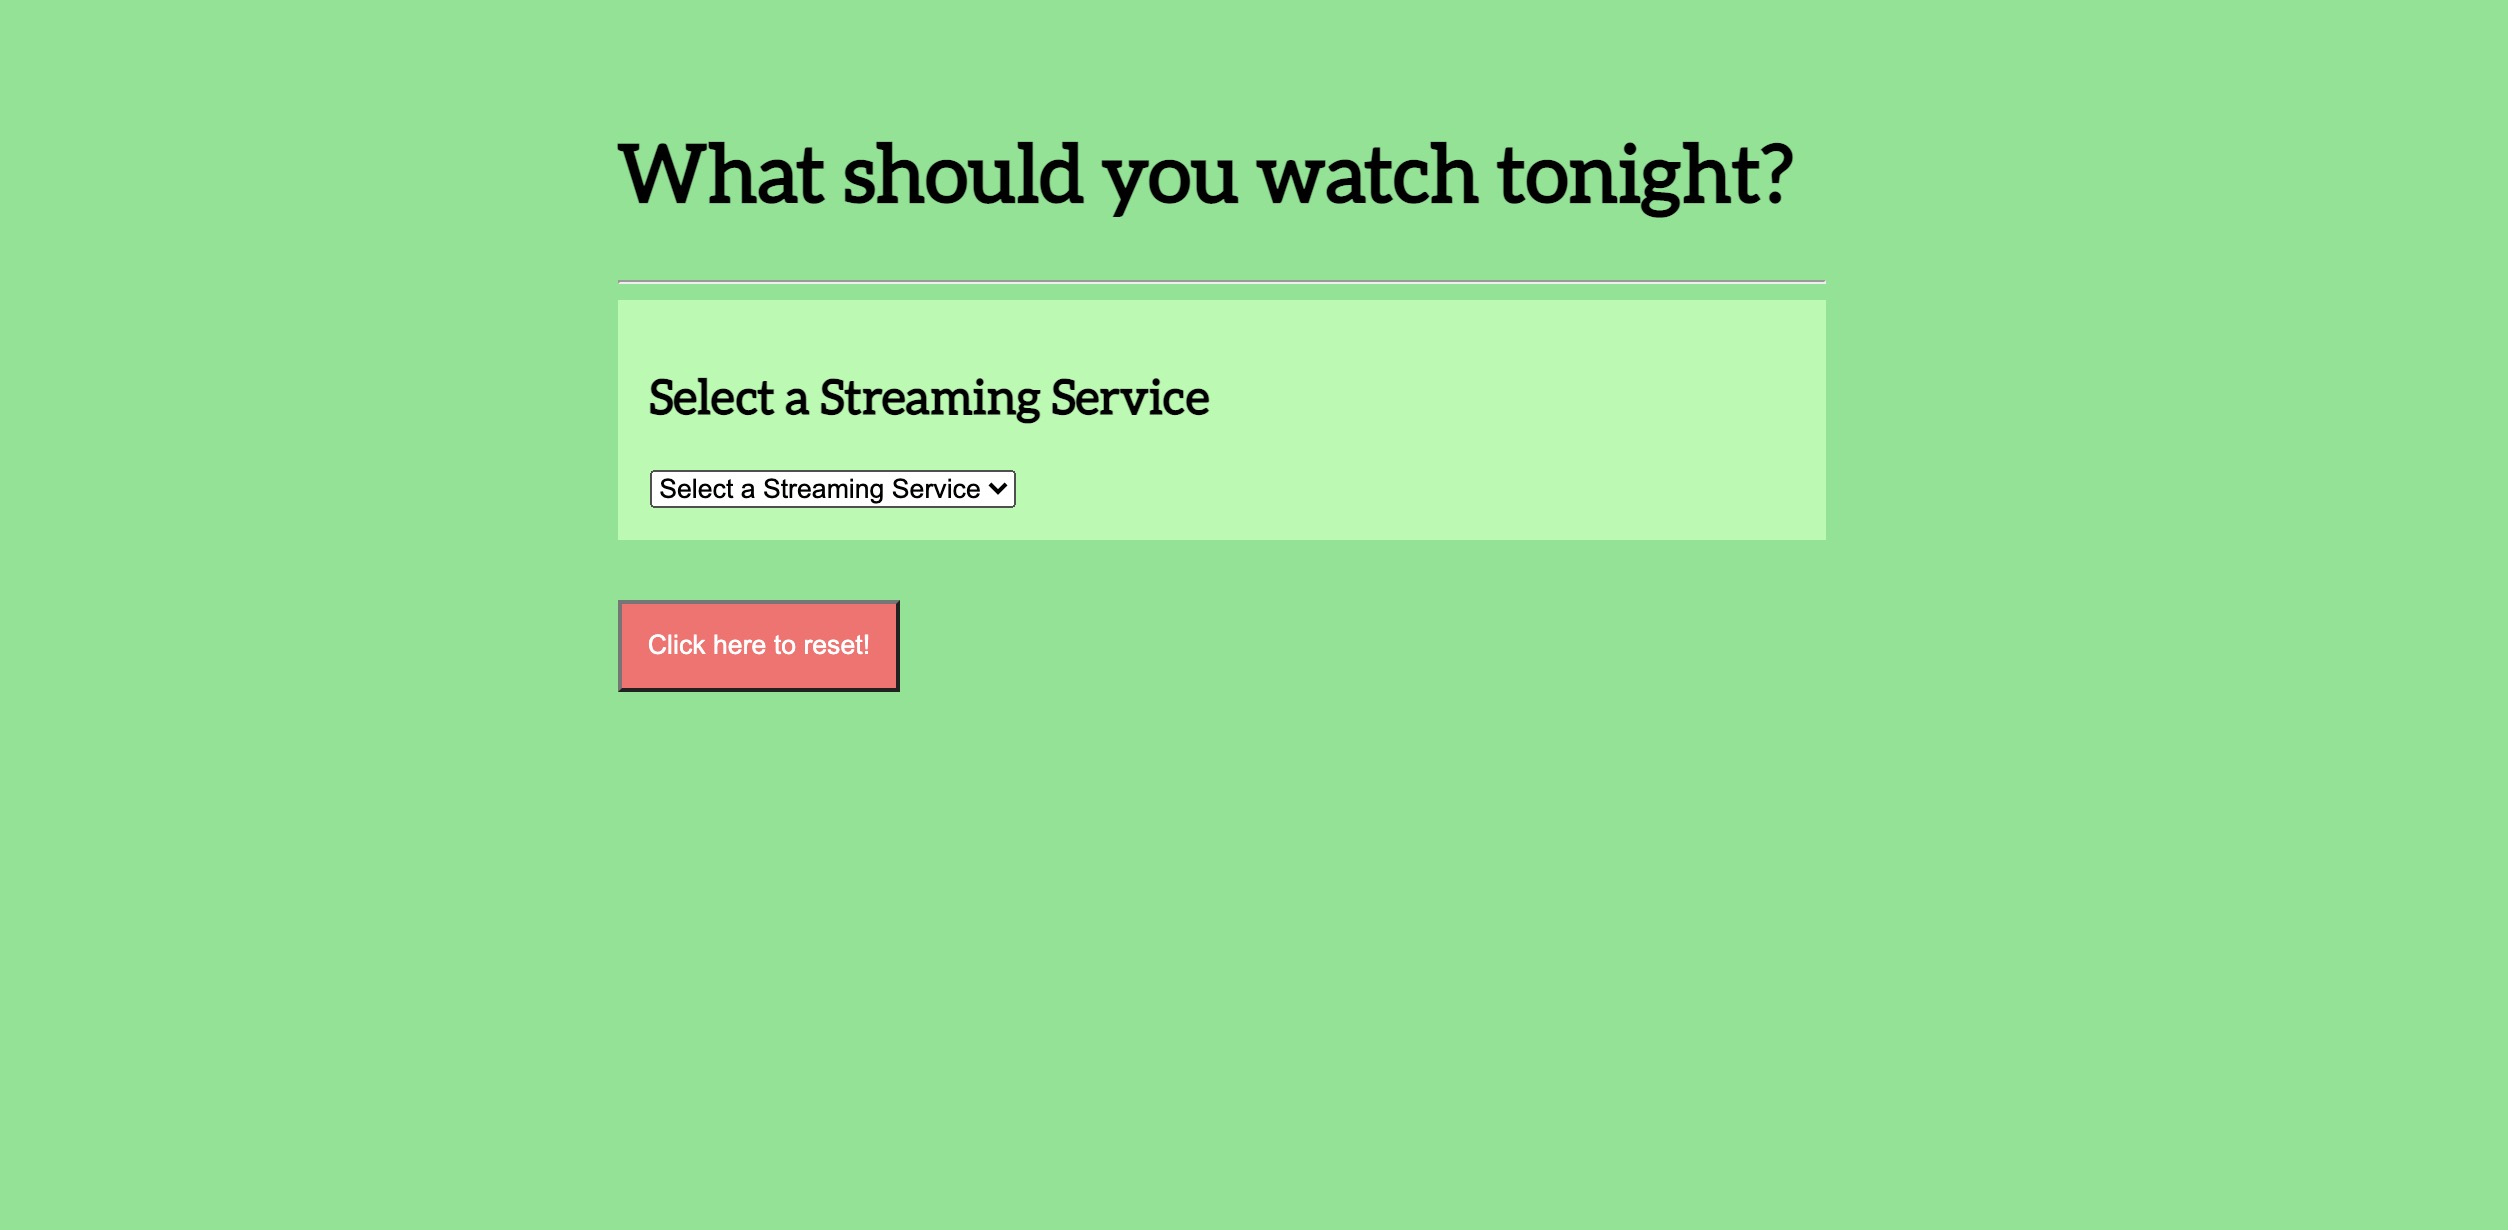 What should you watch tonight?
Select a Streaming Service
Select a Streaming Service
Click here to reset!